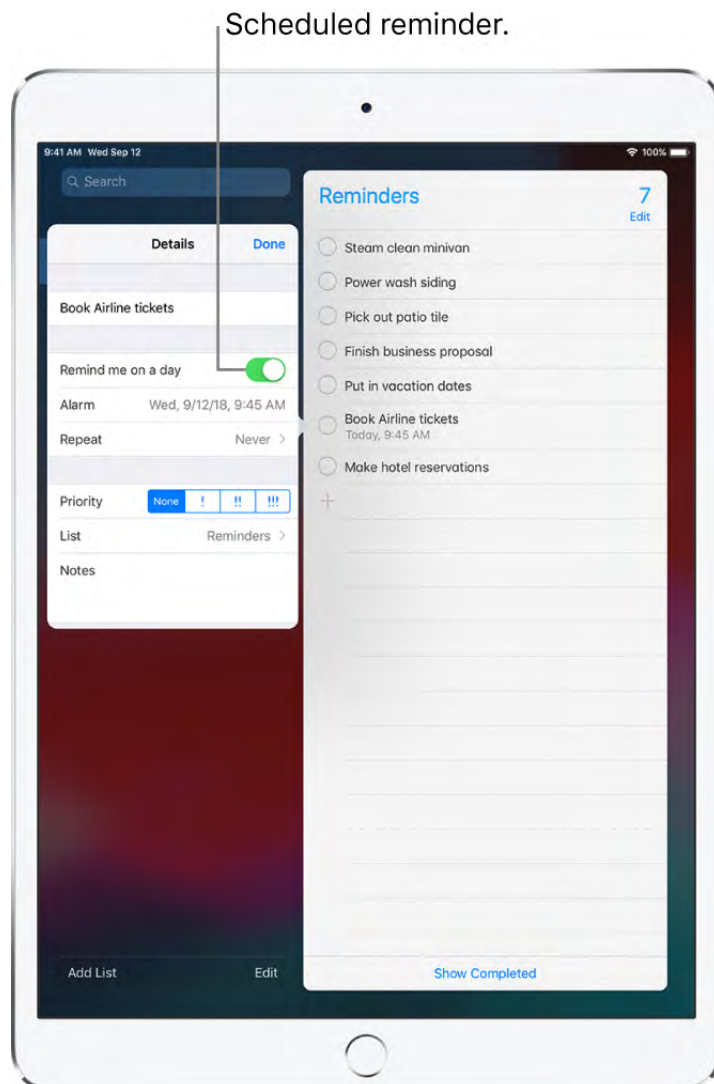 Scheduled reminder.
9:41 AM Wed Sep 12
100%
Search
Details
Done
Book Airline tickets
Remind me on a day
Alarm Wed, 9/12/18, 9:45 AM
Repeat Never
Priority None ! !! !!!
List Reminders
Notes
Add List
Edit
Reminders 7
Edit
Steam clean minivan
Power wash siding
Pick out patio tile
Finish business proposal
Put in vacation dates
Book Airline tickets
Today, 9:45 AM
Make hotel reservations
Show Completed